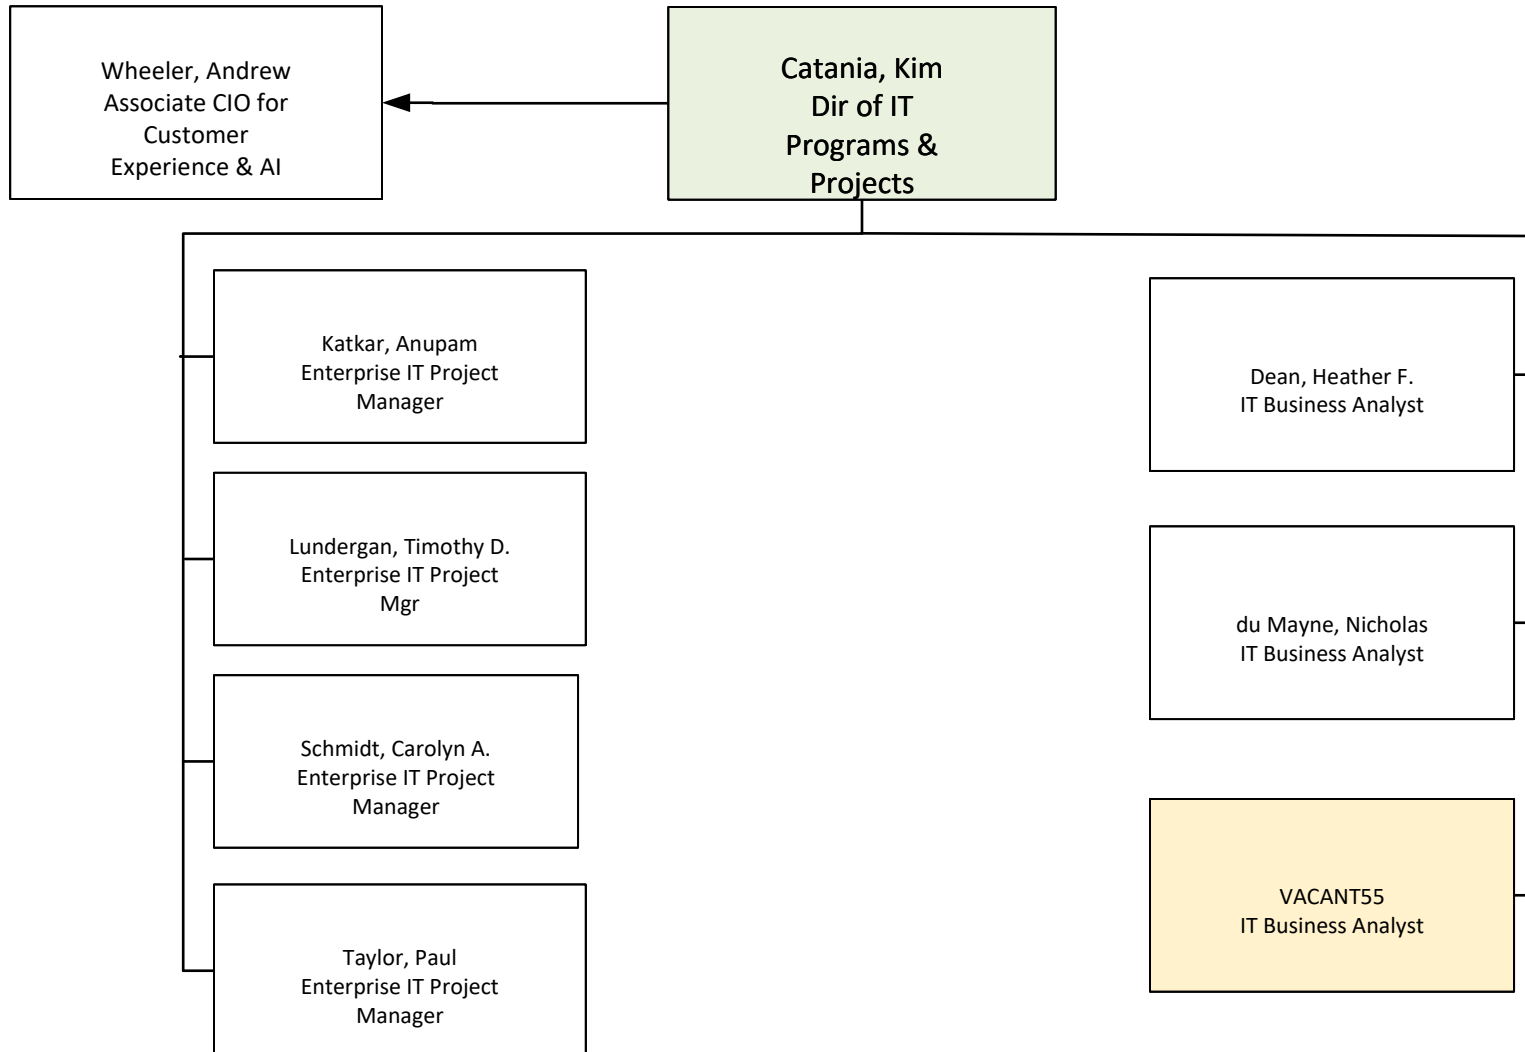 Wheeler, Andrew
Associate CIO for
Customer
Experience & AI
Catania, Kim
Dir of IT
Programs &
Projects
Katkar, Anupam
Enterprise IT Project
Manager
Lundergan, Timothy D.
Enterprise IT Project
Mgr
Schmidt, Carolyn A.
Enterprise IT Project
Manager
Taylor, Paul
Enterprise IT Project
Manager
Dean, Heather F.
IT Business Analyst
du Mayne, Nicholas
IT Business Analyst
VACANT55
IT Business Analyst